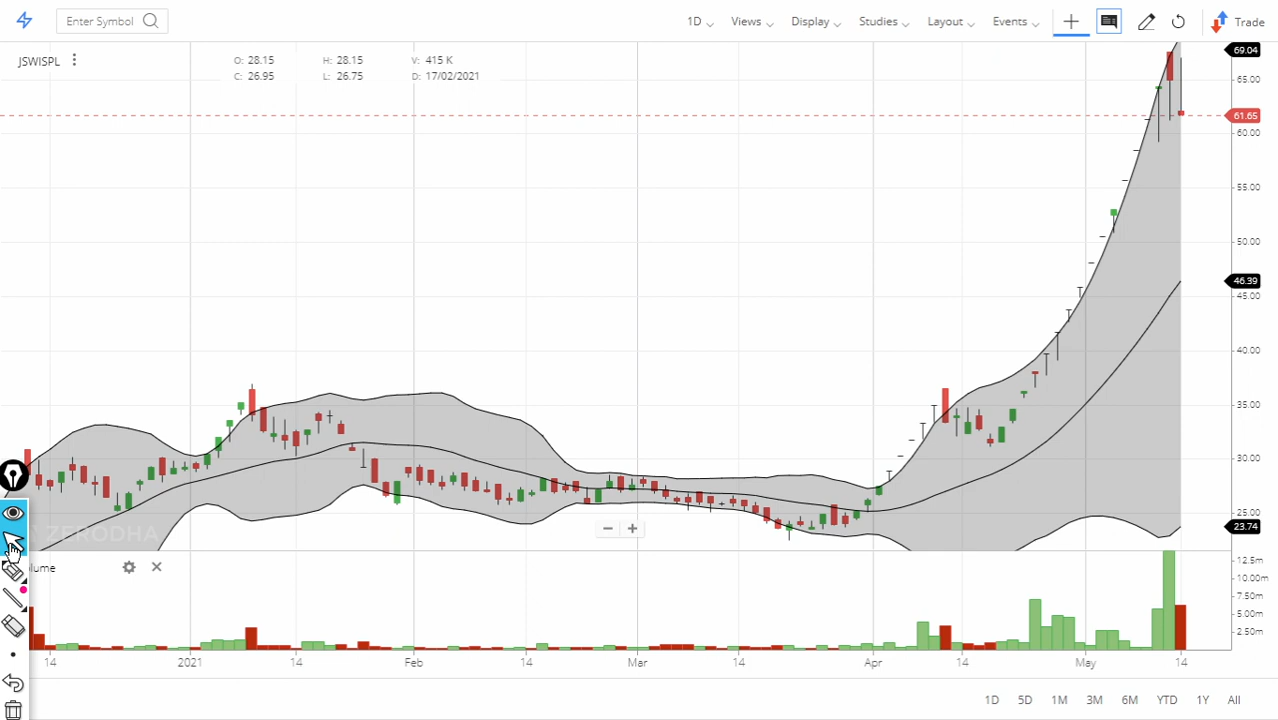 Enter Symbol 1D Views Display Studies Layout Events Trade
JSWISPL O: 28.15 H: 28.15 V: 415 K
C: 26.95 L: 26.75 D: 17/02/2021
69.04
65.00
61.65
60.00
55.00
50.00
46.39
45.00
40.00
35.00
30.00
25.00
23.74
ZERODHA
12.5m
10.00m
7.50m
5.00m
2.50m
14 2021 14 Feb 14 Mar 14 Apr 14 May 14
1D 5D 1M 3M 6M YTD 1Y All